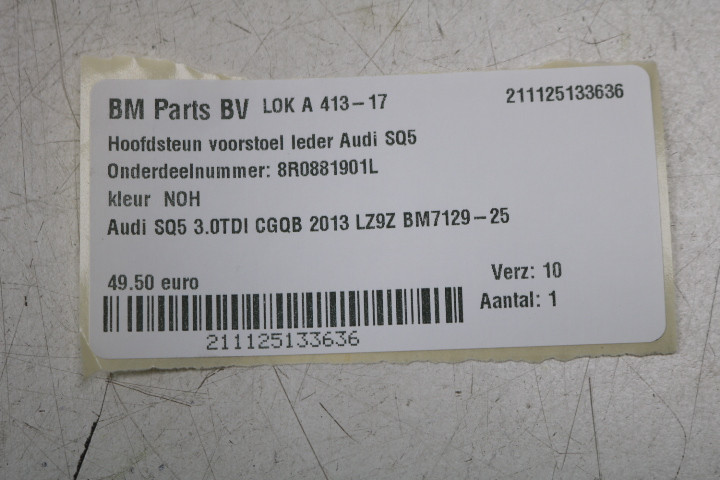 BM Parts BV LOK A 413-17 211125133636
Hoofdsteun voorstoel leder Audi SQ5
Onderdeelnummer: 8R0881901L
kleur NOH
Audi SQ5 3.0TDI CGQB 2013 LZ9Z BM7129-25
49.50 euro Verz: 10
Aantal: 1
211125133636